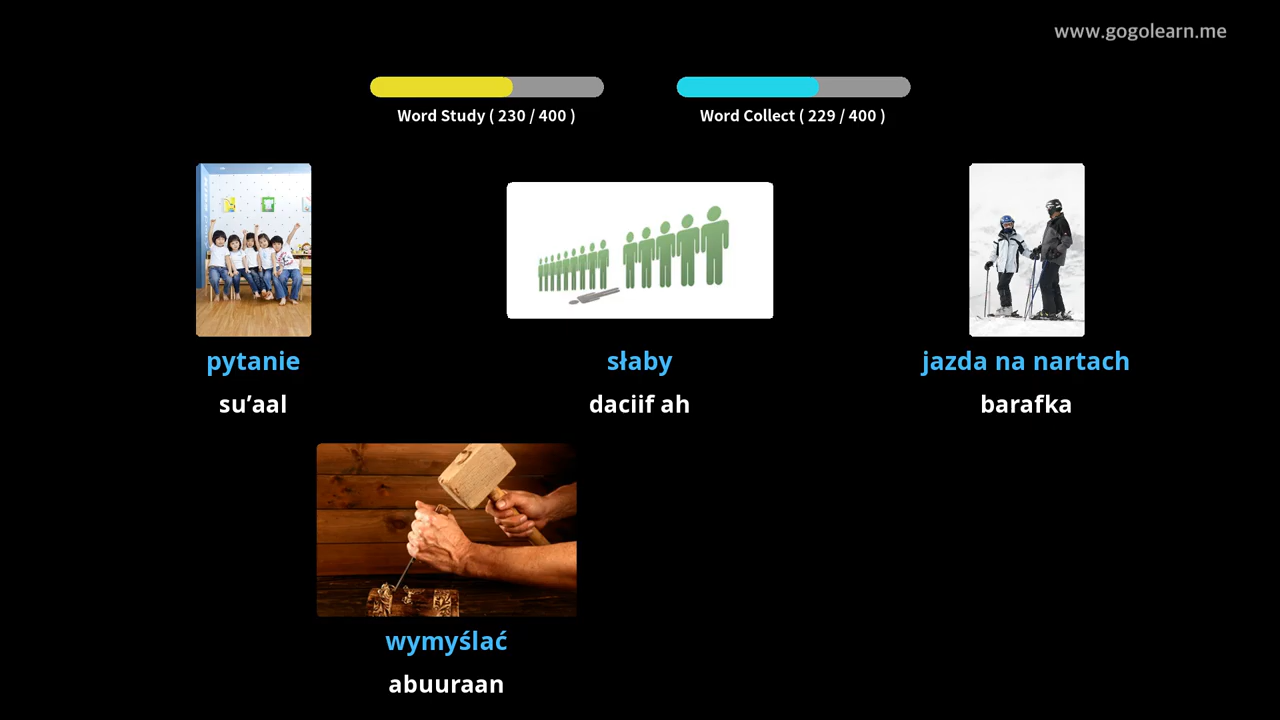 www.gogolearn.me
Word Study ( 230 / 400 )
Word Collect ( 229 / 400 )
pytanie
su’aal
słaby
daciif ah
jazda na nartach
barafka
wymyślać
abuuraan